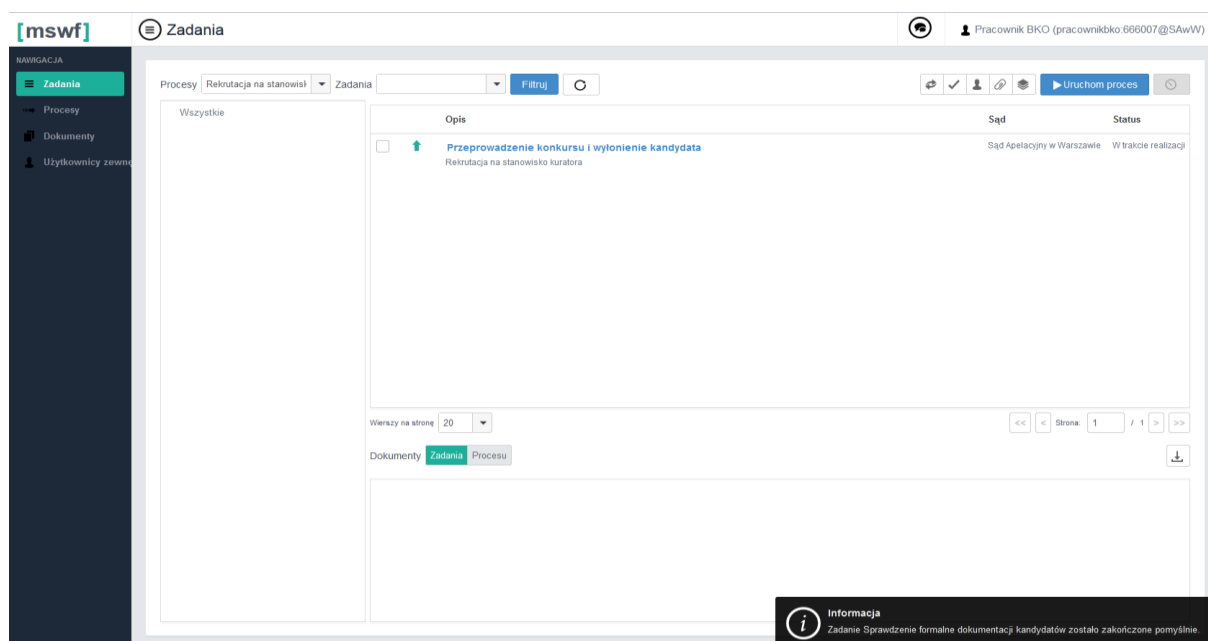 [mswf]
Zadania
Pracownik BKO (pracownikbko:666007@SAwW)
NAWIGACJA
Zadania
Procesy
Dokumenty
Użytkownicy zewnę
Procesy Rekrutacja na stanowisk Zadania Filtruj Uruchom proces
Wszystkie
Opis Sąd Status
Przeprowadzenie konkursu i wyłonienie kandydata Sąd Apelacyjny w Warszawie W trakcie realizacji
Rekrutacja na stanowisko kuratora
Wierszy na stronę 20 << < Strona: 1 / 1 > >>
Dokumenty Zadania Procesu
Informacja
Zadanie Sprawdzenie formalne dokumentacji kandydatów zostało zakończone pomyślnie.